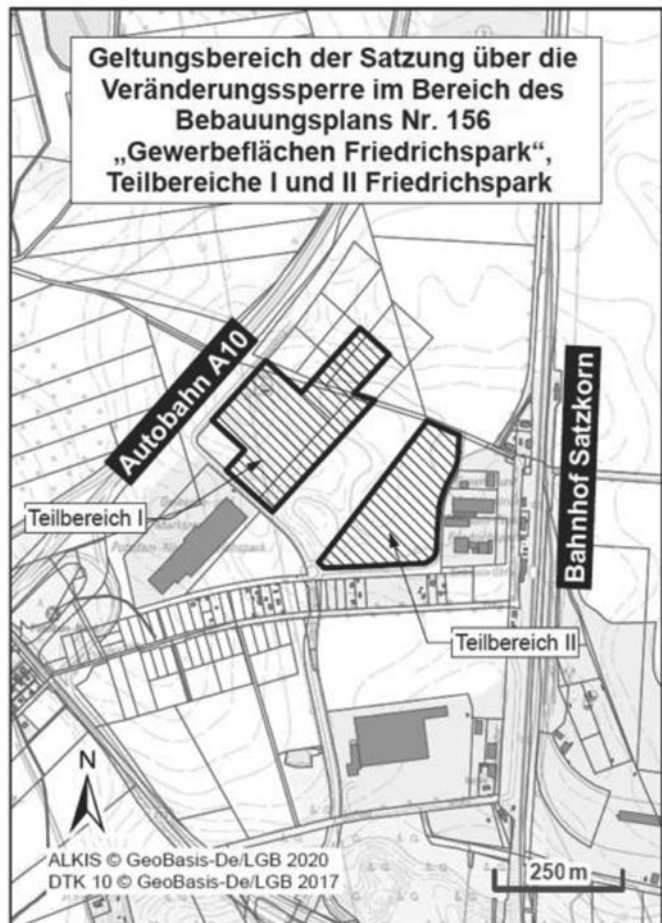 Geltungsbereich der Satzung über die
Veränderungssperre im Bereich des
Bebauungsplans Nr. 156
„Gewerbeflächen Friedrichspark“,
Teilbereiche I und II Friedrichspark
Autobahn A10
Bahnhof Satzkorn
Teilbereich I
Teilbereich II
N
ALKIS © GeoBasis-De/LGB 2020
DTK 10 © GeoBasis-De/LGB 2017
250 m